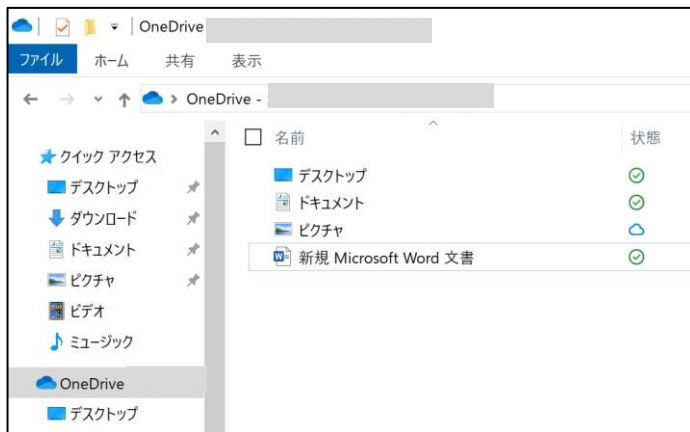 OneDrive
ファイル ホーム 共有 表示
OneDrive -
名前 状態
クイック アクセス
デスクトップ
デスクトップ
ドキュメント
ダウンロード
ピクチャ
ドキュメント
新規 Microsoft Word 文書
ピクチャ
ビデオ
ミュージック
OneDrive
デスクトップ